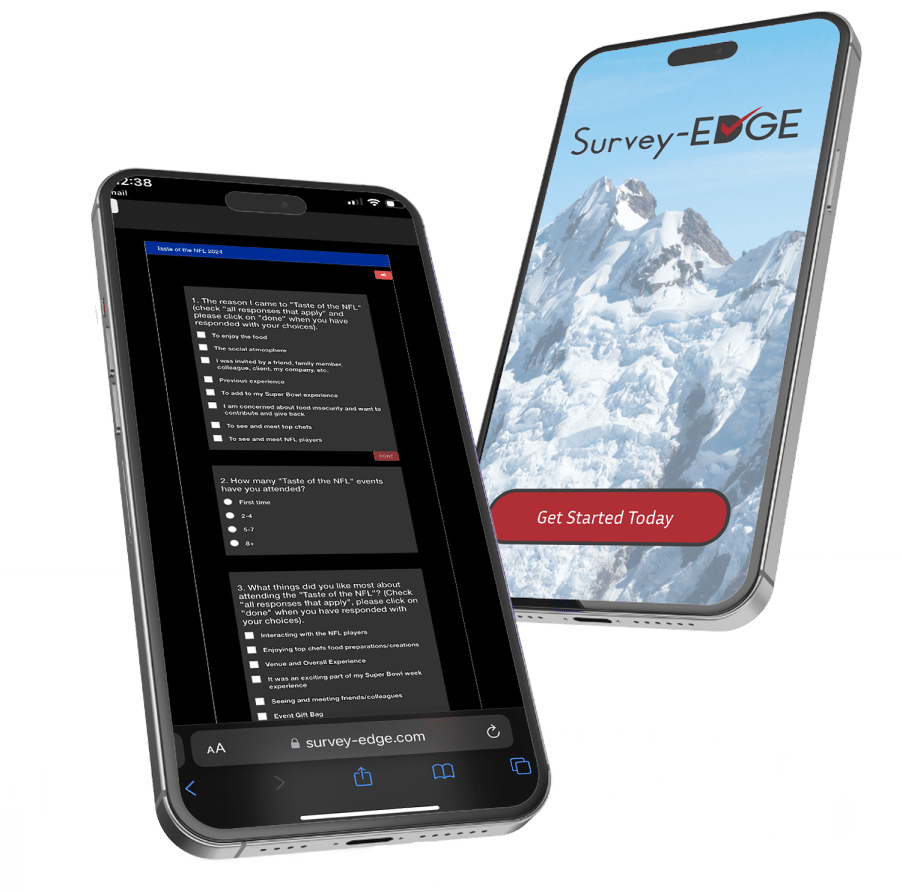 Survey-EDGE
Get Started Today
2:38
mail
Taste of the NFL 2024
1. The reason I came to "Taste of the NFL"
(check "all responses that apply" and
please click on "done" when you have
responded with your choices).
To enjoy the food
The social atmosphere
I was invited by a friend, family member,
colleague, client, my company, etc.
Previous experience
To add to my Super Bowl experience
I am concerned about food insecurity and want to
contribute and give back
To see and meet top chefs
To see and meet NFL players
DONE
2. How many "Taste of the NFL" events
have you attended?
First time
2-4
5-7
8+
3. What things did you like most about
attending the "Taste of the NFL"? (Check
"all responses that apply", please click on
"done" when you have responded with
your choices).
Interacting with the NFL players
Enjoying top chefs food preparations/creations
Venue and Overall Experience
It was an exciting part of my Super Bowl week
experience
Seeing and meeting friends/colleagues
Event Gift Bag
AA survey-edge.com